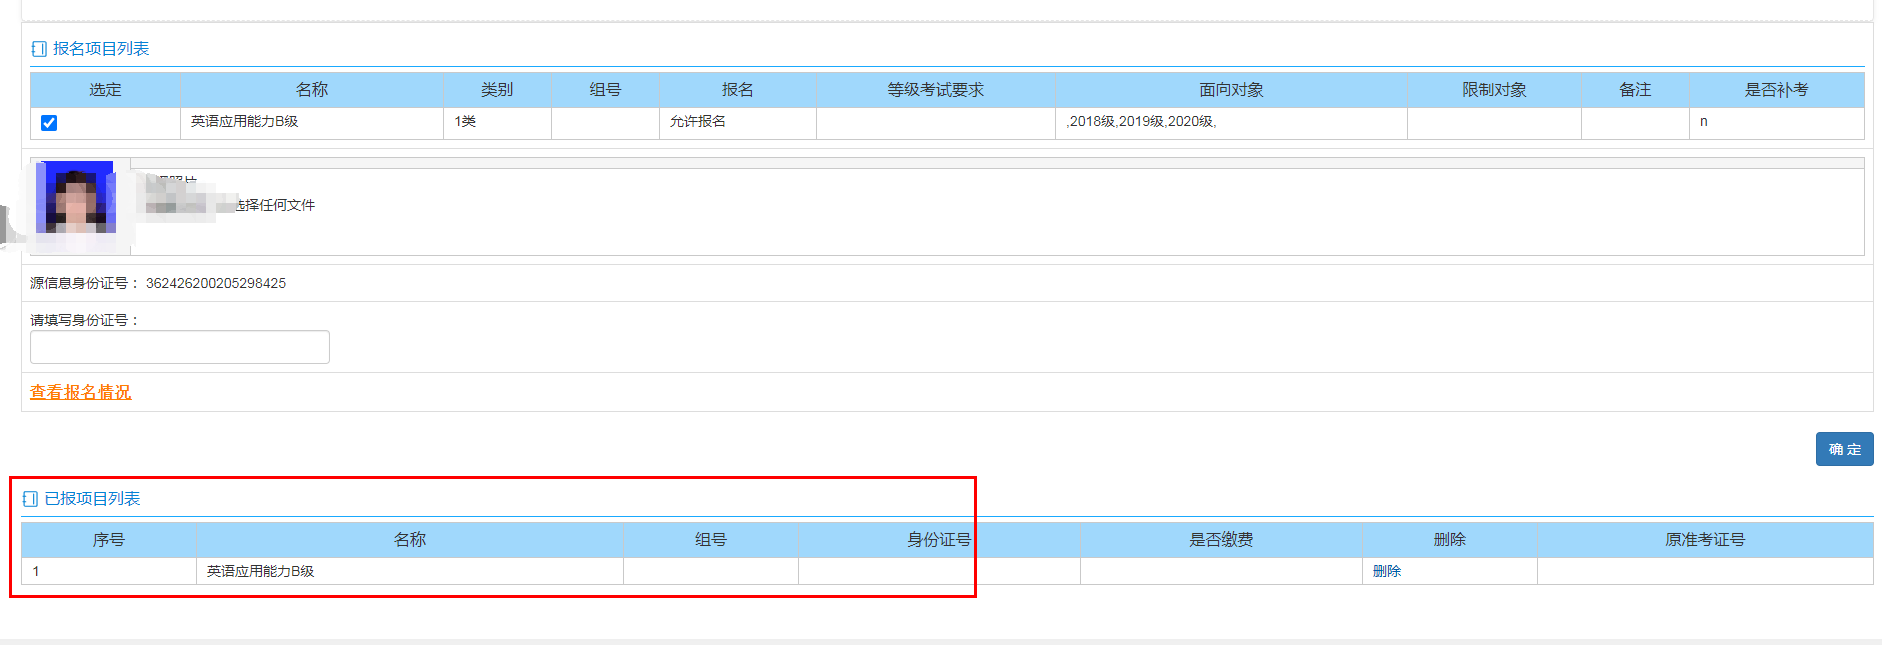 报名项目列表
选定 名称 类别 组号 报名 等级考试要求 面向对象 限制对象 备注 是否补考
英语应用能力B级 1类 允许报名 ,2018级,2019级,2020级, n
照片
选择任何文件
源信息身份证号： 362426200205298425
请填写身份证号：
查看报名情况
确 定
已报项目列表
序号 名称 组号 身份证号 是否缴费 删除 原准考证号
1 英语应用能力B级 删除